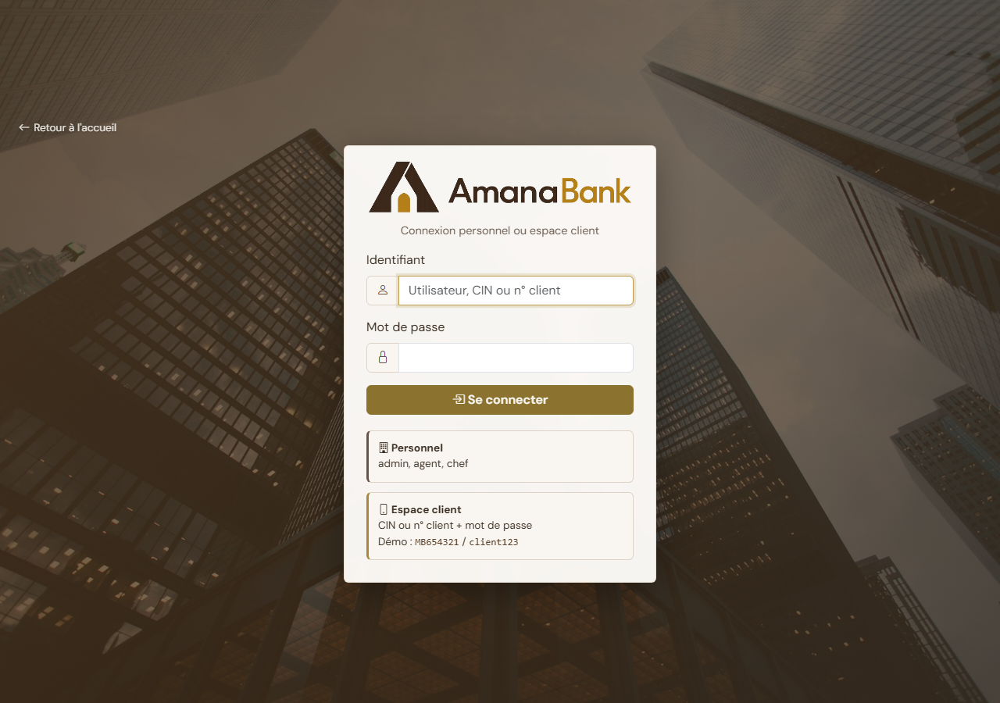 Retour à l'accueil
AmanaBank
Connexion personnel ou espace client
Identifiant
Utilisateur, CIN ou n° client
Mot de passe
Se connecter
Personnel
admin, agent, chef
Espace client
CIN ou n° client + mot de passe
Démo : MB654321 / client123